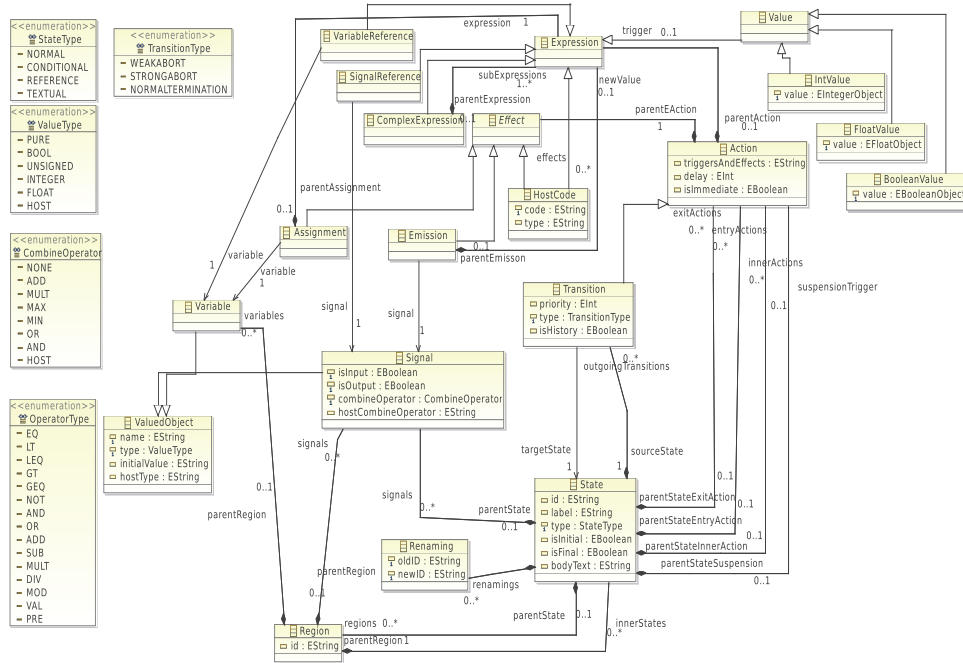 <<enumeration>>
StateType
NORMAL
CONDITIONAL
REFERENCE
TEXTUAL
<<enumeration>>
TransitionType
WEAKABORT
STRONGABORT
NORMALTERMINATION
<<enumeration>>
ValueType
PURE
BOOL
UNSIGNED
INTEGER
FLOAT
HOST
<<enumeration>>
CombineOperator
NONE
ADD
MULT
MAX
MIN
OR
AND
HOST
<<enumeration>>
OperatorType
EQ
LT
LEQ
GT
GEQ
NOT
AND
OR
ADD
SUB
MULT
DIV
MOD
VAL
PRE
expression 1
VariableReference
Expression
trigger 0..1
Value
SignalReference
subExpressions
1..*
newValue
0..1
IntValue
value : EIntegerObject
parentExpression
0..1
ComplexExpression
Effect
parentEAction
1
parentAction
0..1
FloatValue
value : EFloatObject
Action
triggersAndEffects : EString
delay : EInt
isImmediate : EBoolean
effects
0..*
BooleanValue
value : EBooleanObject
parentAssignment
0..1
HostCode
code : EString
type : EString
exitActions
0..*
entryActions
0..*
Assignment
Emission
0..1
parentEmisson
variable
1
variable
1
innerActions
0..*
suspensionTrigger
0..1
Transition
priority : EInt
type : TransitionType
isHistory : EBoolean
Variable
variables
0..*
signal
1
signal
1
Signal
isInput : EBoolean
isOutput : EBoolean
combineOperator : CombineOperator
hostCombineOperator : EString
0..*
outgoingTransitions
ValuedObject
name : EString
type : ValueType
initialValue : EString
hostType : EString
signals
0..*
targetState
1
sourceState
1
signals
0..*
parentState
0..1
State
id : EString
label : EString
type : StateType
isInitial : EBoolean
isFinal : EBoolean
bodyText : EString
0..1
parentStateExitAction
0..1
parentStateEntryAction
0..1
parentStateInnerAction
parentStateSuspension
0..1
0..1
parentRegion
Renaming
oldID : EString
newID : EString
renamings
0..*
parentRegion
0..1
parentState
0..1
innerStates
0..*
Region
id : EString
regions 0..*
parentRegion 1